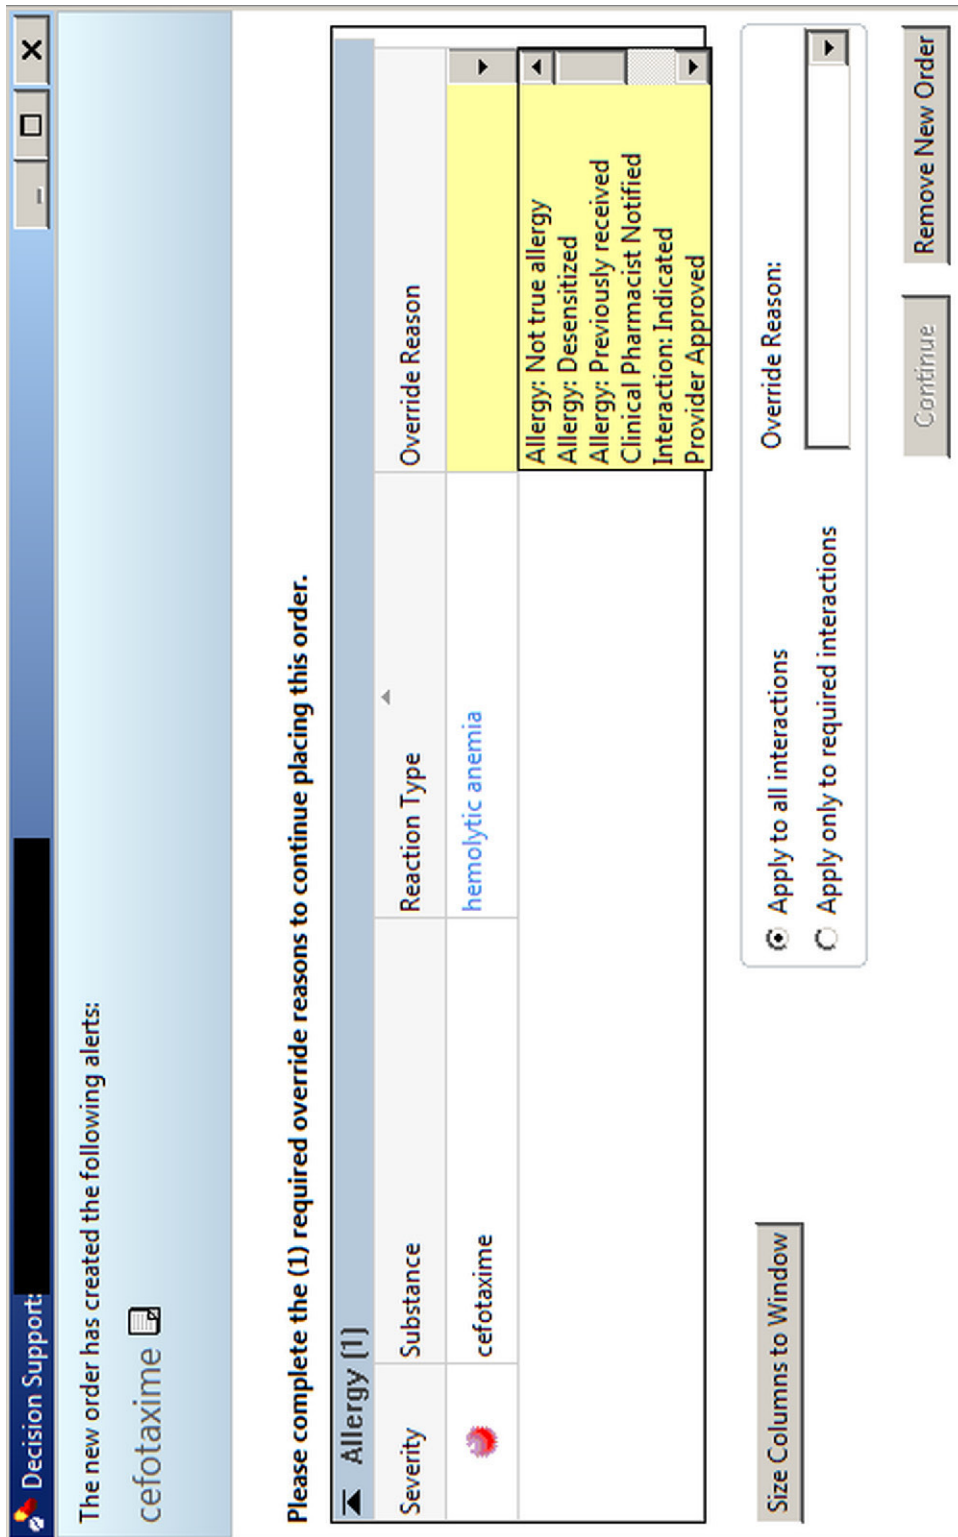 Decision Support:
The new order has created the following alerts:
cefotaxime
Please complete the (1) required override reasons to continue placing this order.
Allergy (1)
Severity Substance Reaction Type Override Reason
cefotaxime hemolytic anemia
Allergy: Not true allergy
Allergy: Desensitized
Allergy: Previously received
Clinical Pharmacist Notified
Interaction: Indicated
Provider Approved
Size Columns to Window
Apply to all interactions
Apply only to required interactions
Override Reason:
Continue
Remove New Order